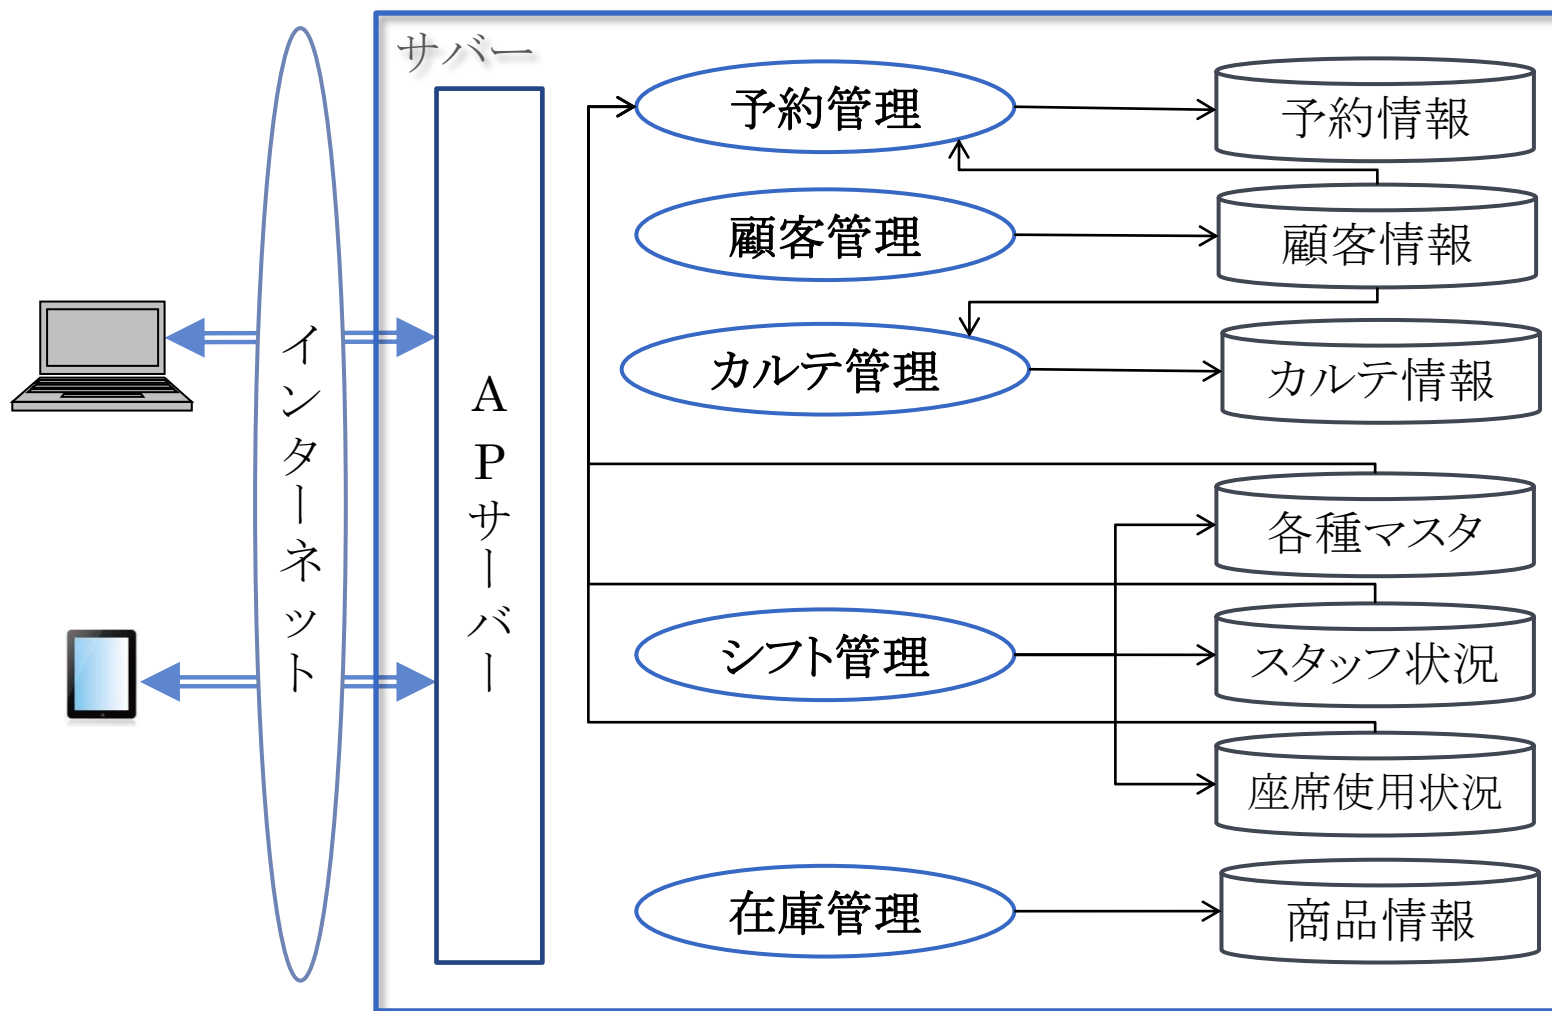 サバー
インターネット
APサーバー
予約管理
予約情報
顧客管理
顧客情報
カルテ管理
カルテ情報
各種マスタ
シフト管理
スタッフ状況
座席使用状況
在庫管理
商品情報